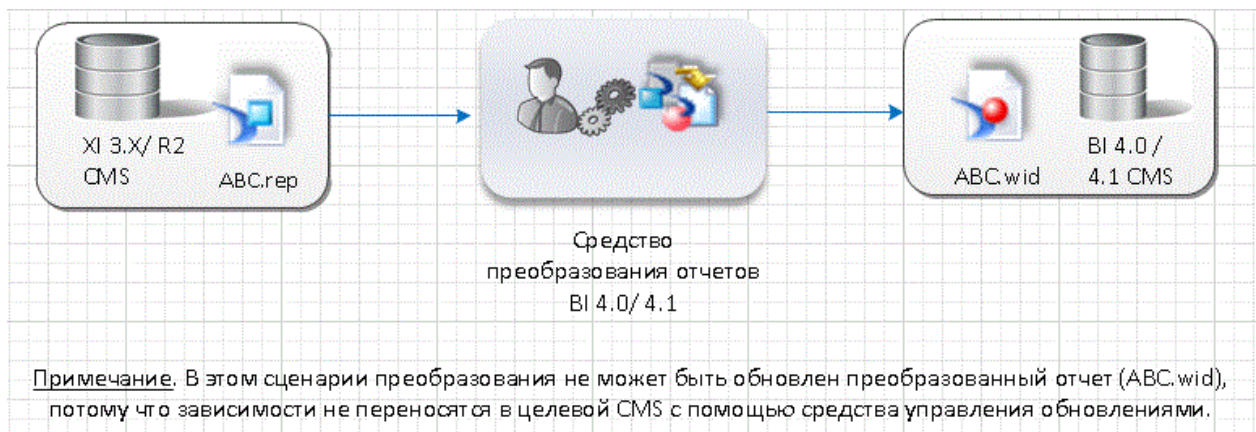 XI 3.X/ R2
CMS
ABC.rep
ABC.wid
BI 4.0 /
4.1 CMS
Средство
преобразования отчетов
BI 4.0/ 4.1
Примечание. В этом сценарии преобразования не может быть обновлен преобразованный отчет (ABC.wid),
потому что зависимости не переносятся в целевой CMS с помощью средства управления обновлениями.